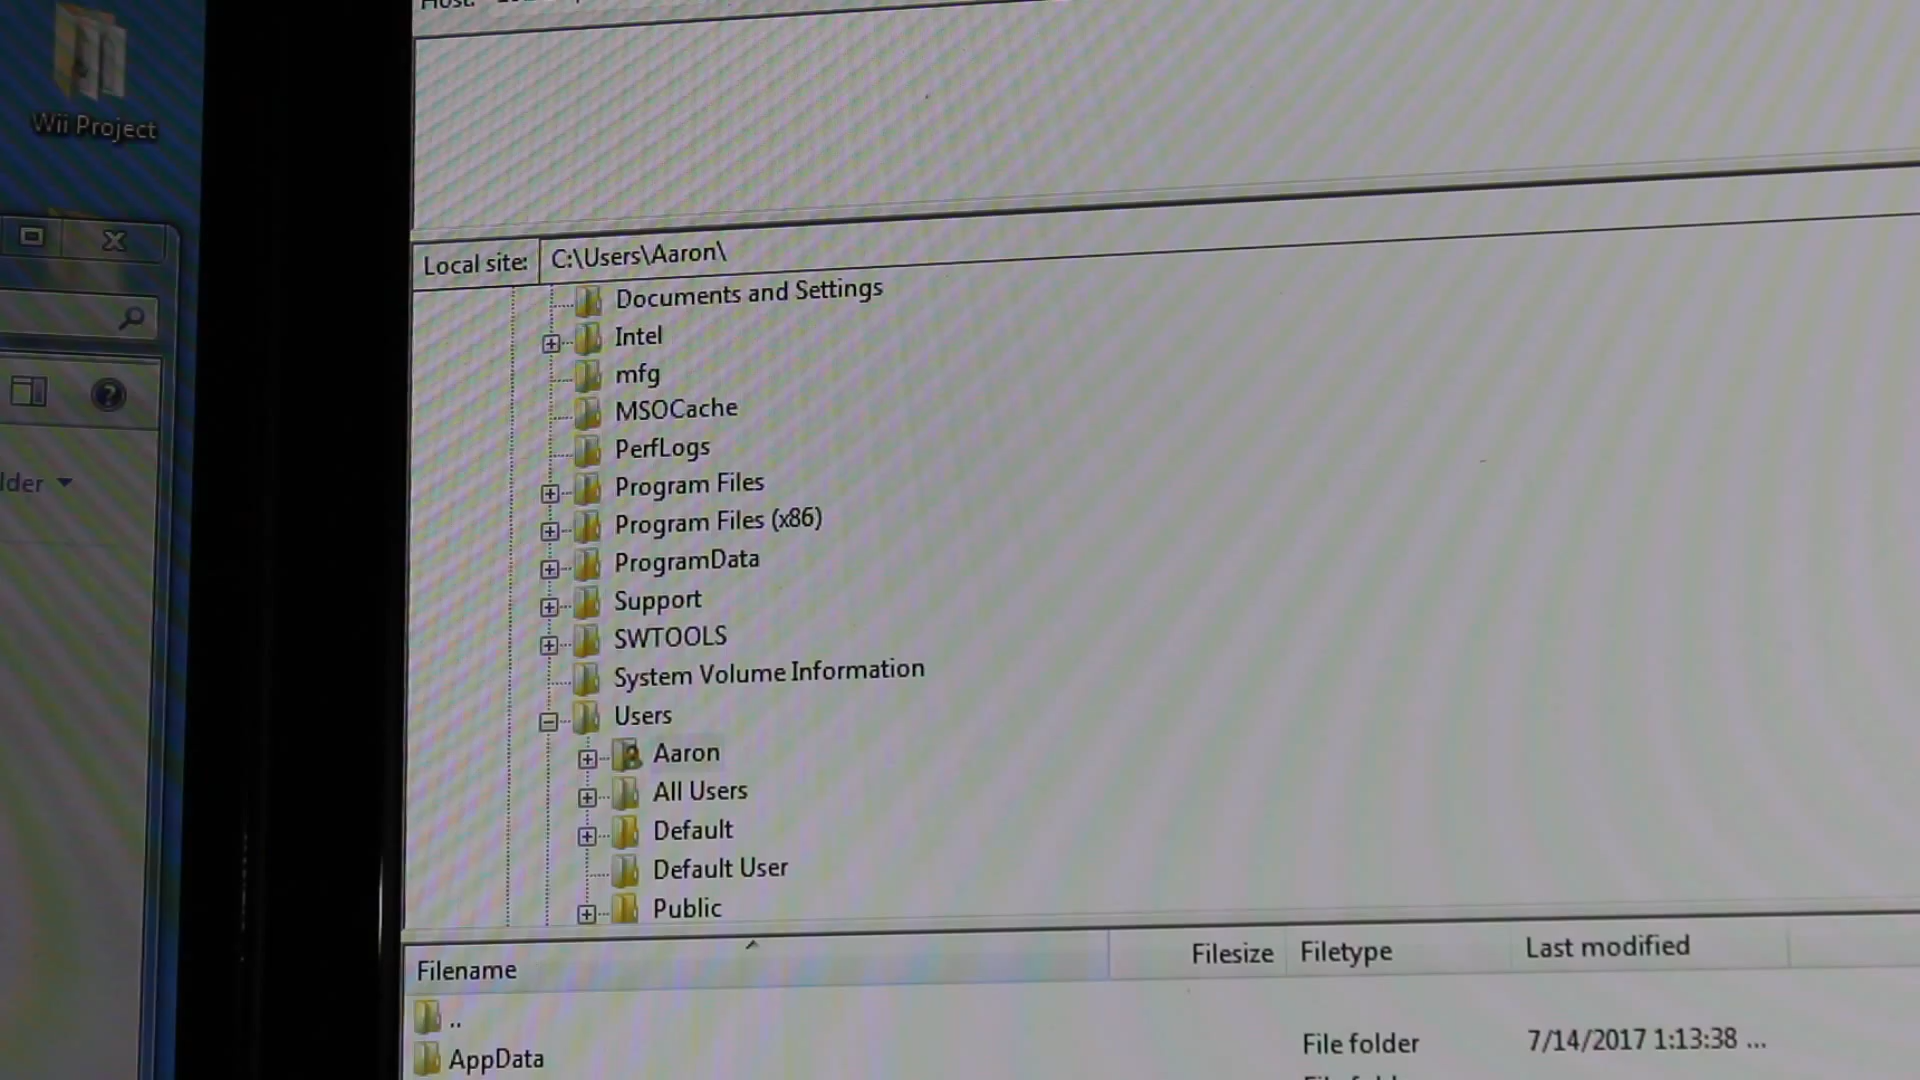 Wii Project
Host:
lder
Local site: C:\Users\Aaron\
Documents and Settings
Intel
mfg
MSOCache
PerfLogs
Program Files
Program Files (x86)
ProgramData
Support
SWTOOLS
System Volume Information
Users
Aaron
All Users
Default
Default User
Public
Filename Filesize Filetype Last modified
..
AppData File folder 7/14/2017 1:13:38 ...